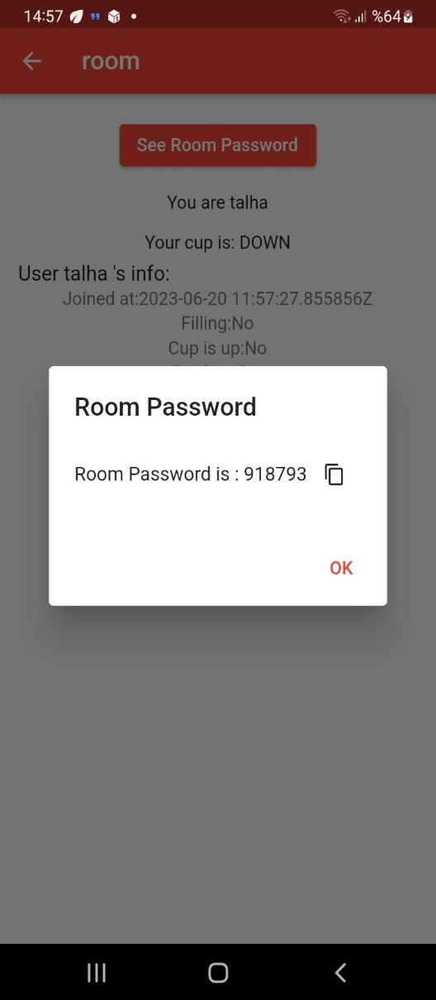 14:57 %64
room
See Room Password
You are talha
Your cup is: DOWN
User talha 's info:
Joined at:2023-06-20 11:57:27.855856Z
Filling:No
Cup is up:No
Room Password
Room Password is : 918793
OK